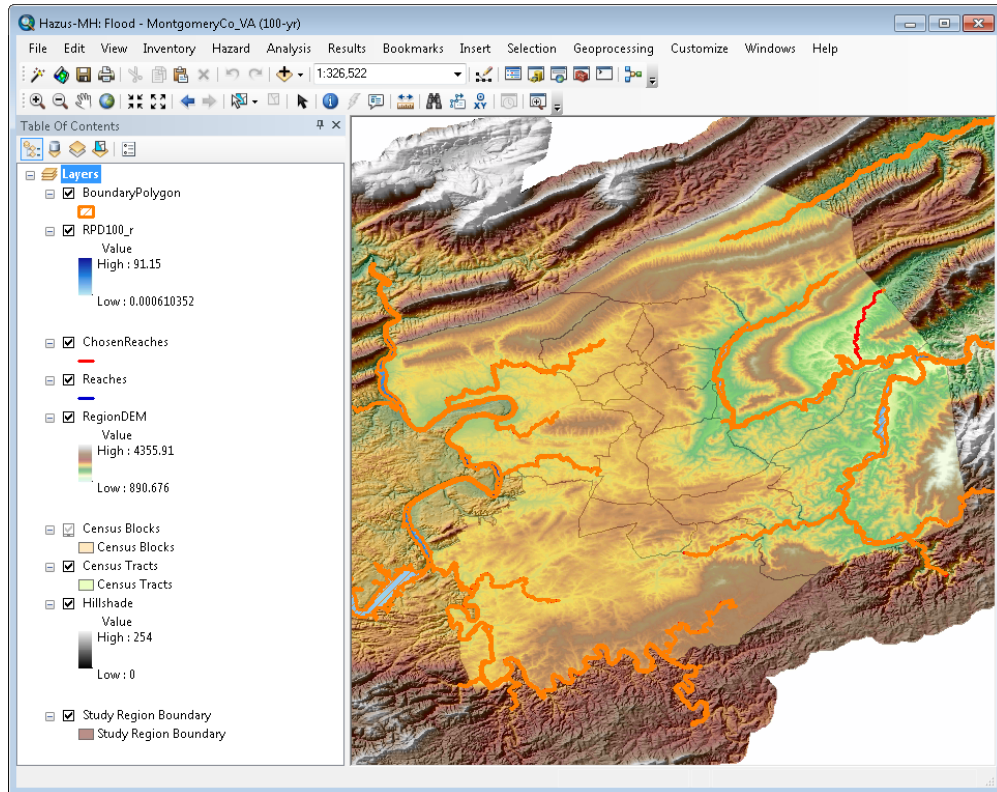 Hazus-MH: Flood - MontgomeryCo_VA (100-yr)
File Edit View Inventory Hazard Analysis Results Bookmarks Insert Selection Geoprocessing Customize Windows Help
1:326,522
Table Of Contents
Layers
BoundaryPolygon
RPD100_r
Value
High : 91.15
Low : 0.000610352
ChosenReaches
Reaches
RegionDEM
Value
High : 4355.91
Low : 890.676
Census Blocks
Census Blocks
Census Tracts
Census Tracts
Hillshade
Value
High : 254
Low : 0
Study Region Boundary
Study Region Boundary